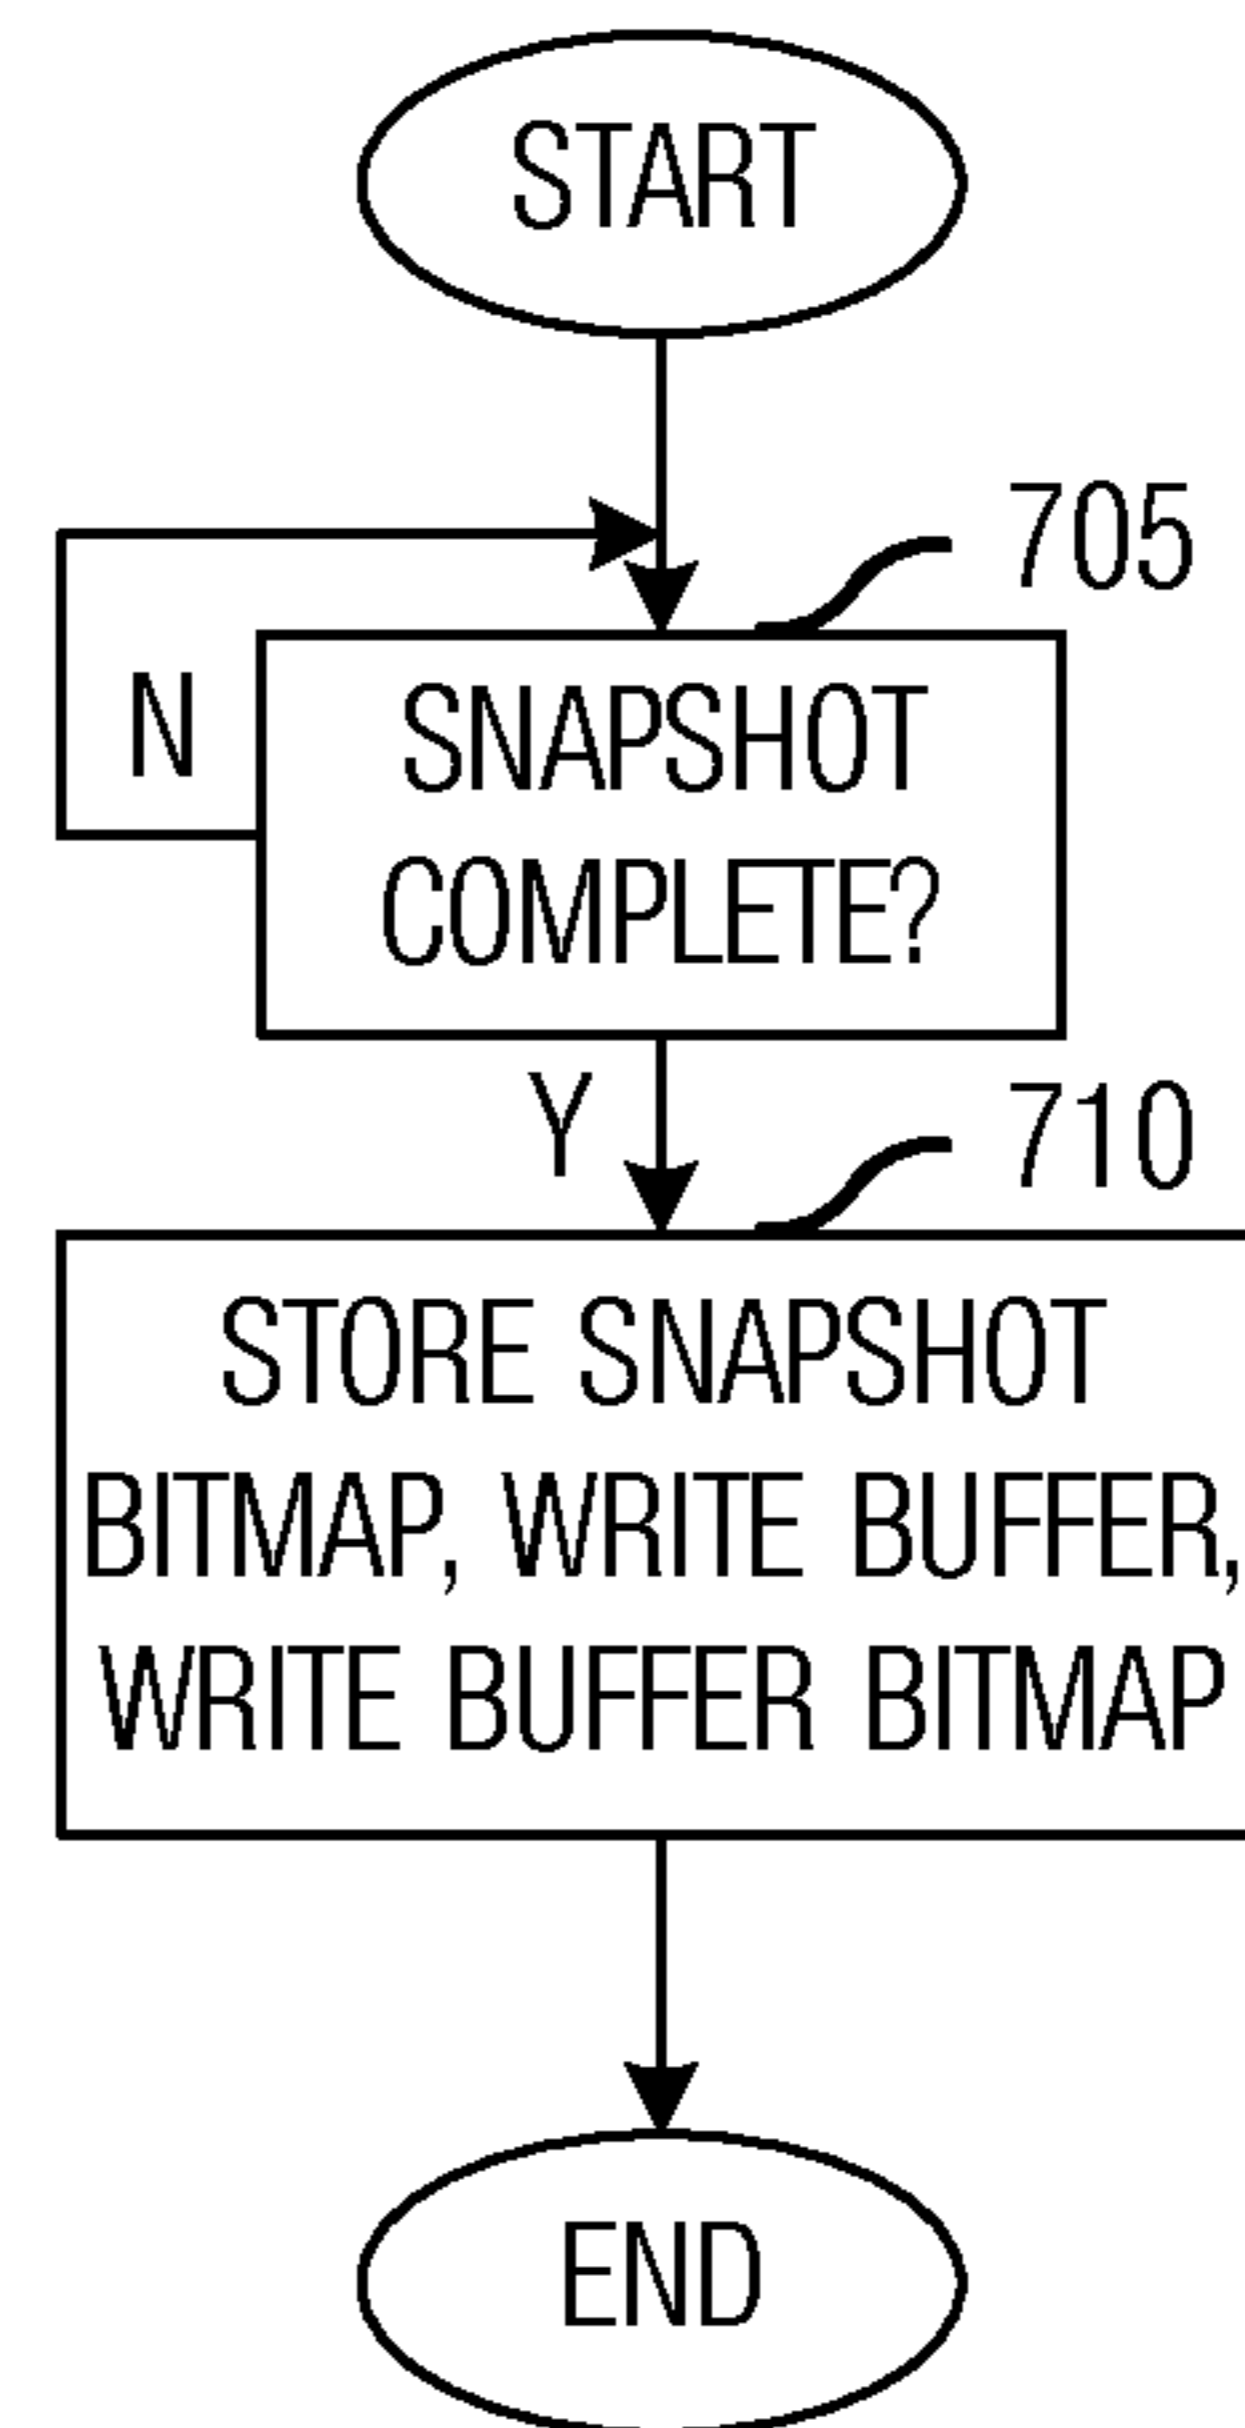 START
705
N
SNAPSHOT
COMPLETE?
Y
710
STORE SNAPSHOT
BITMAP, WRITE BUFFER,
WRITE BUFFER BITMAP
END